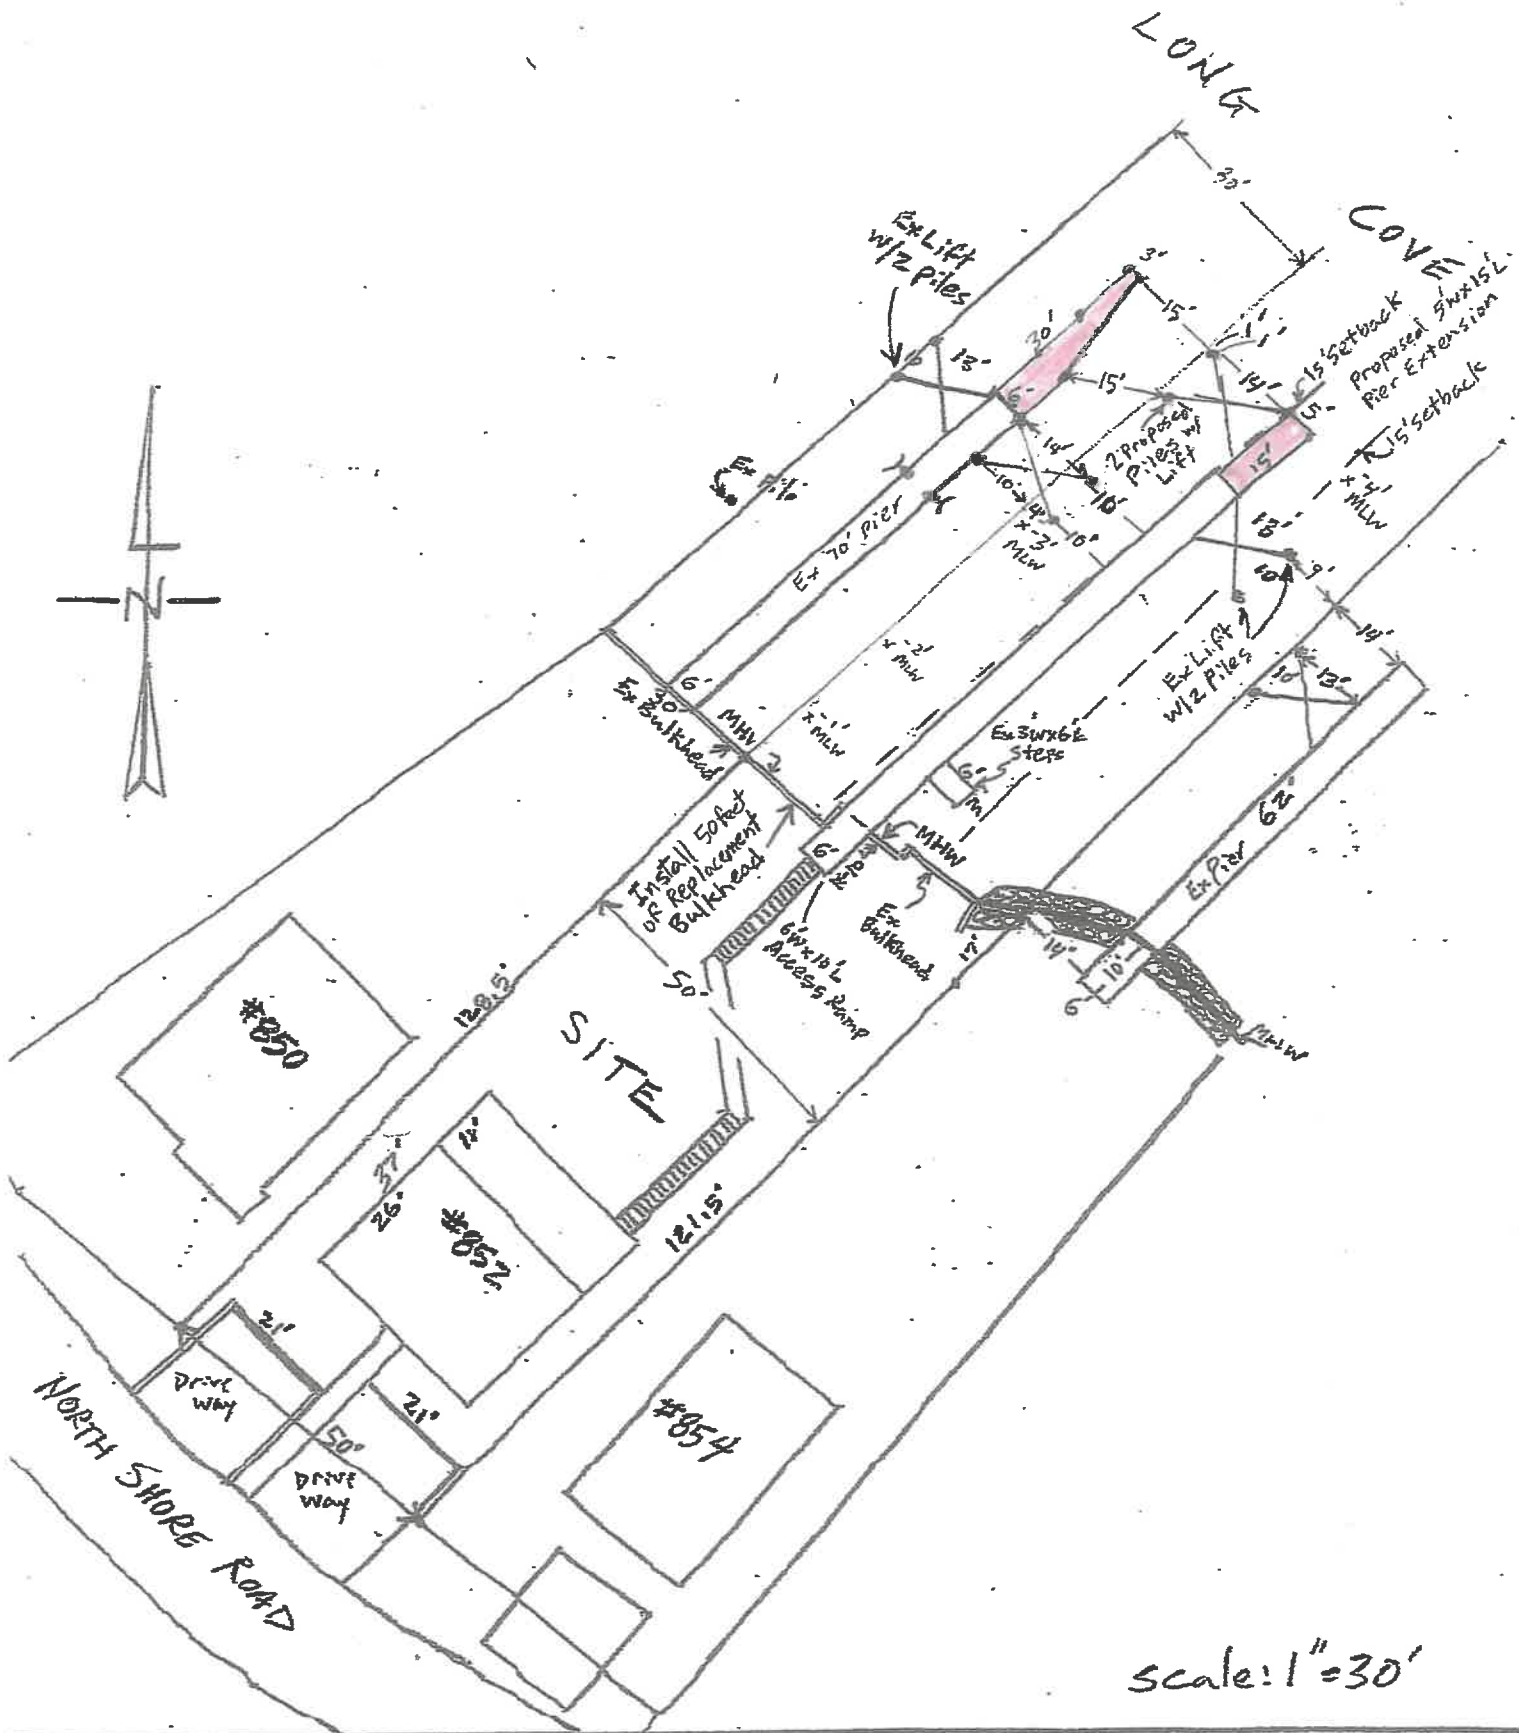 LONG
COVE
30'
Ex Lift
w/2 Piles
3'
30'
15'
13'
6'
15'
14'
15' Setback
Proposed 5'wx15'L
Pier Extension
15' Setback
5'
15'
2 Proposed
Piles w/
Lift
14'
10'
10'
4'
x-3'
MLW
10'
x-4'
MLW
Ex 70' Pier
13'
10'
9'
14'
Ex Lift
w/2 Piles
10'
13'
x-2'
MLW
x-1'
MLW
6'
30'
Ex Bulkhead
MHW
Ex 3'wx6'L
Steps
6'
3'
Ex Pier 62'
N
Install 50 feet
of Replacement
Bulkhead
6'
10'
MHW
Ex
Bulkhead
6'Wx10'L
Access Ramp
17'
14'
10'
6
MHW
50'
128.5'
SITE
#850
37'
12'
26'
#852
121.5'
21'
Drive
Way
21'
50'
Drive
Way
#854
NORTH SHORE ROAD
scale: 1"=30'